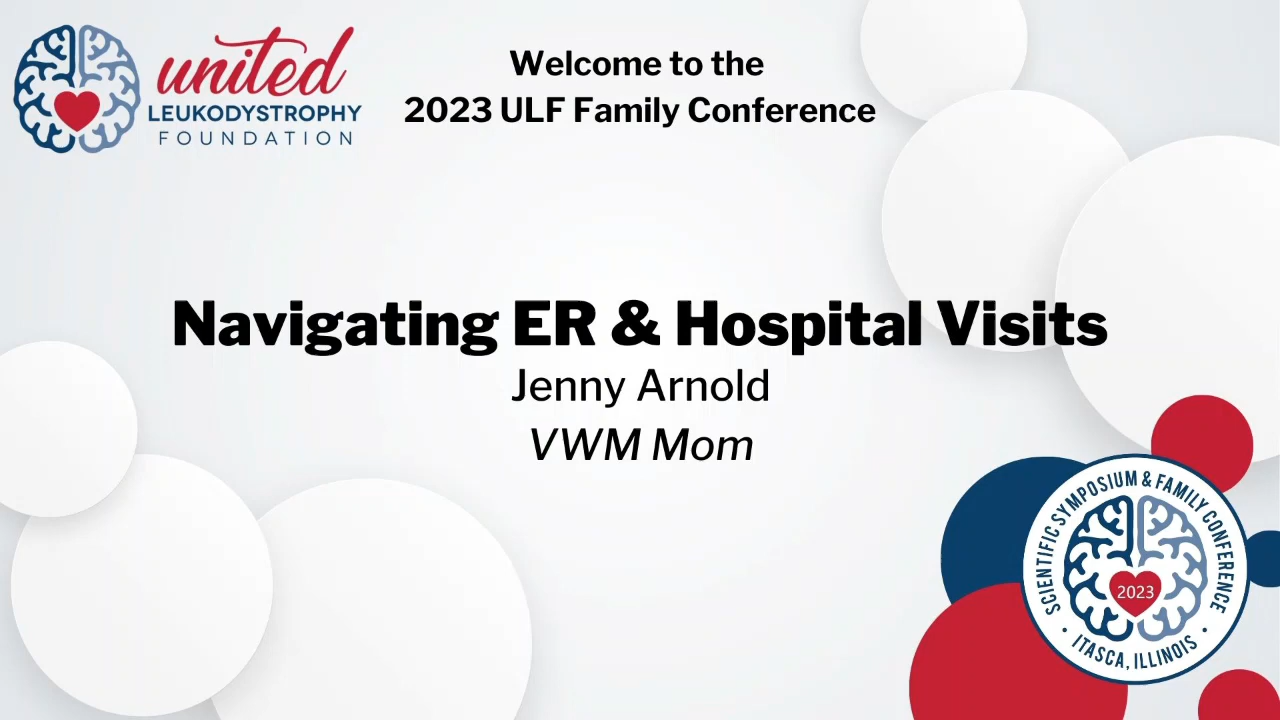 united
LEUKODYSTROPHY
FOUNDATION
Welcome to the
2023 ULF Family Conference
Navigating ER & Hospital Visits
Jenny Arnold
VWM Mom
SCIENTIFIC SYMPOSIUM & FAMILY CONFERENCE
2023
• ITASCA, ILLINOIS •